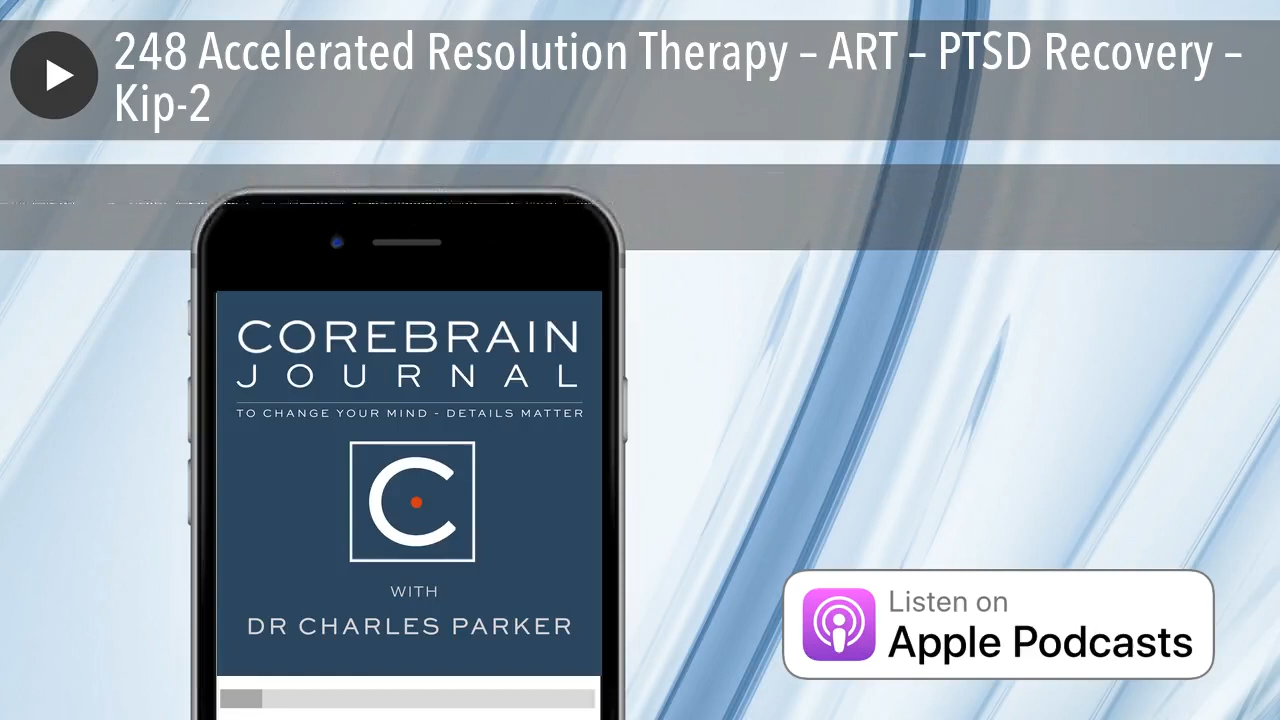 248 Accelerated Resolution Therapy – ART – PTSD Recovery –
Kip-2
COREBRAIN
JOURNAL
TO CHANGE YOUR MIND - DETAILS MATTER
C
WITH
DR CHARLES PARKER
Listen on
Apple Podcasts